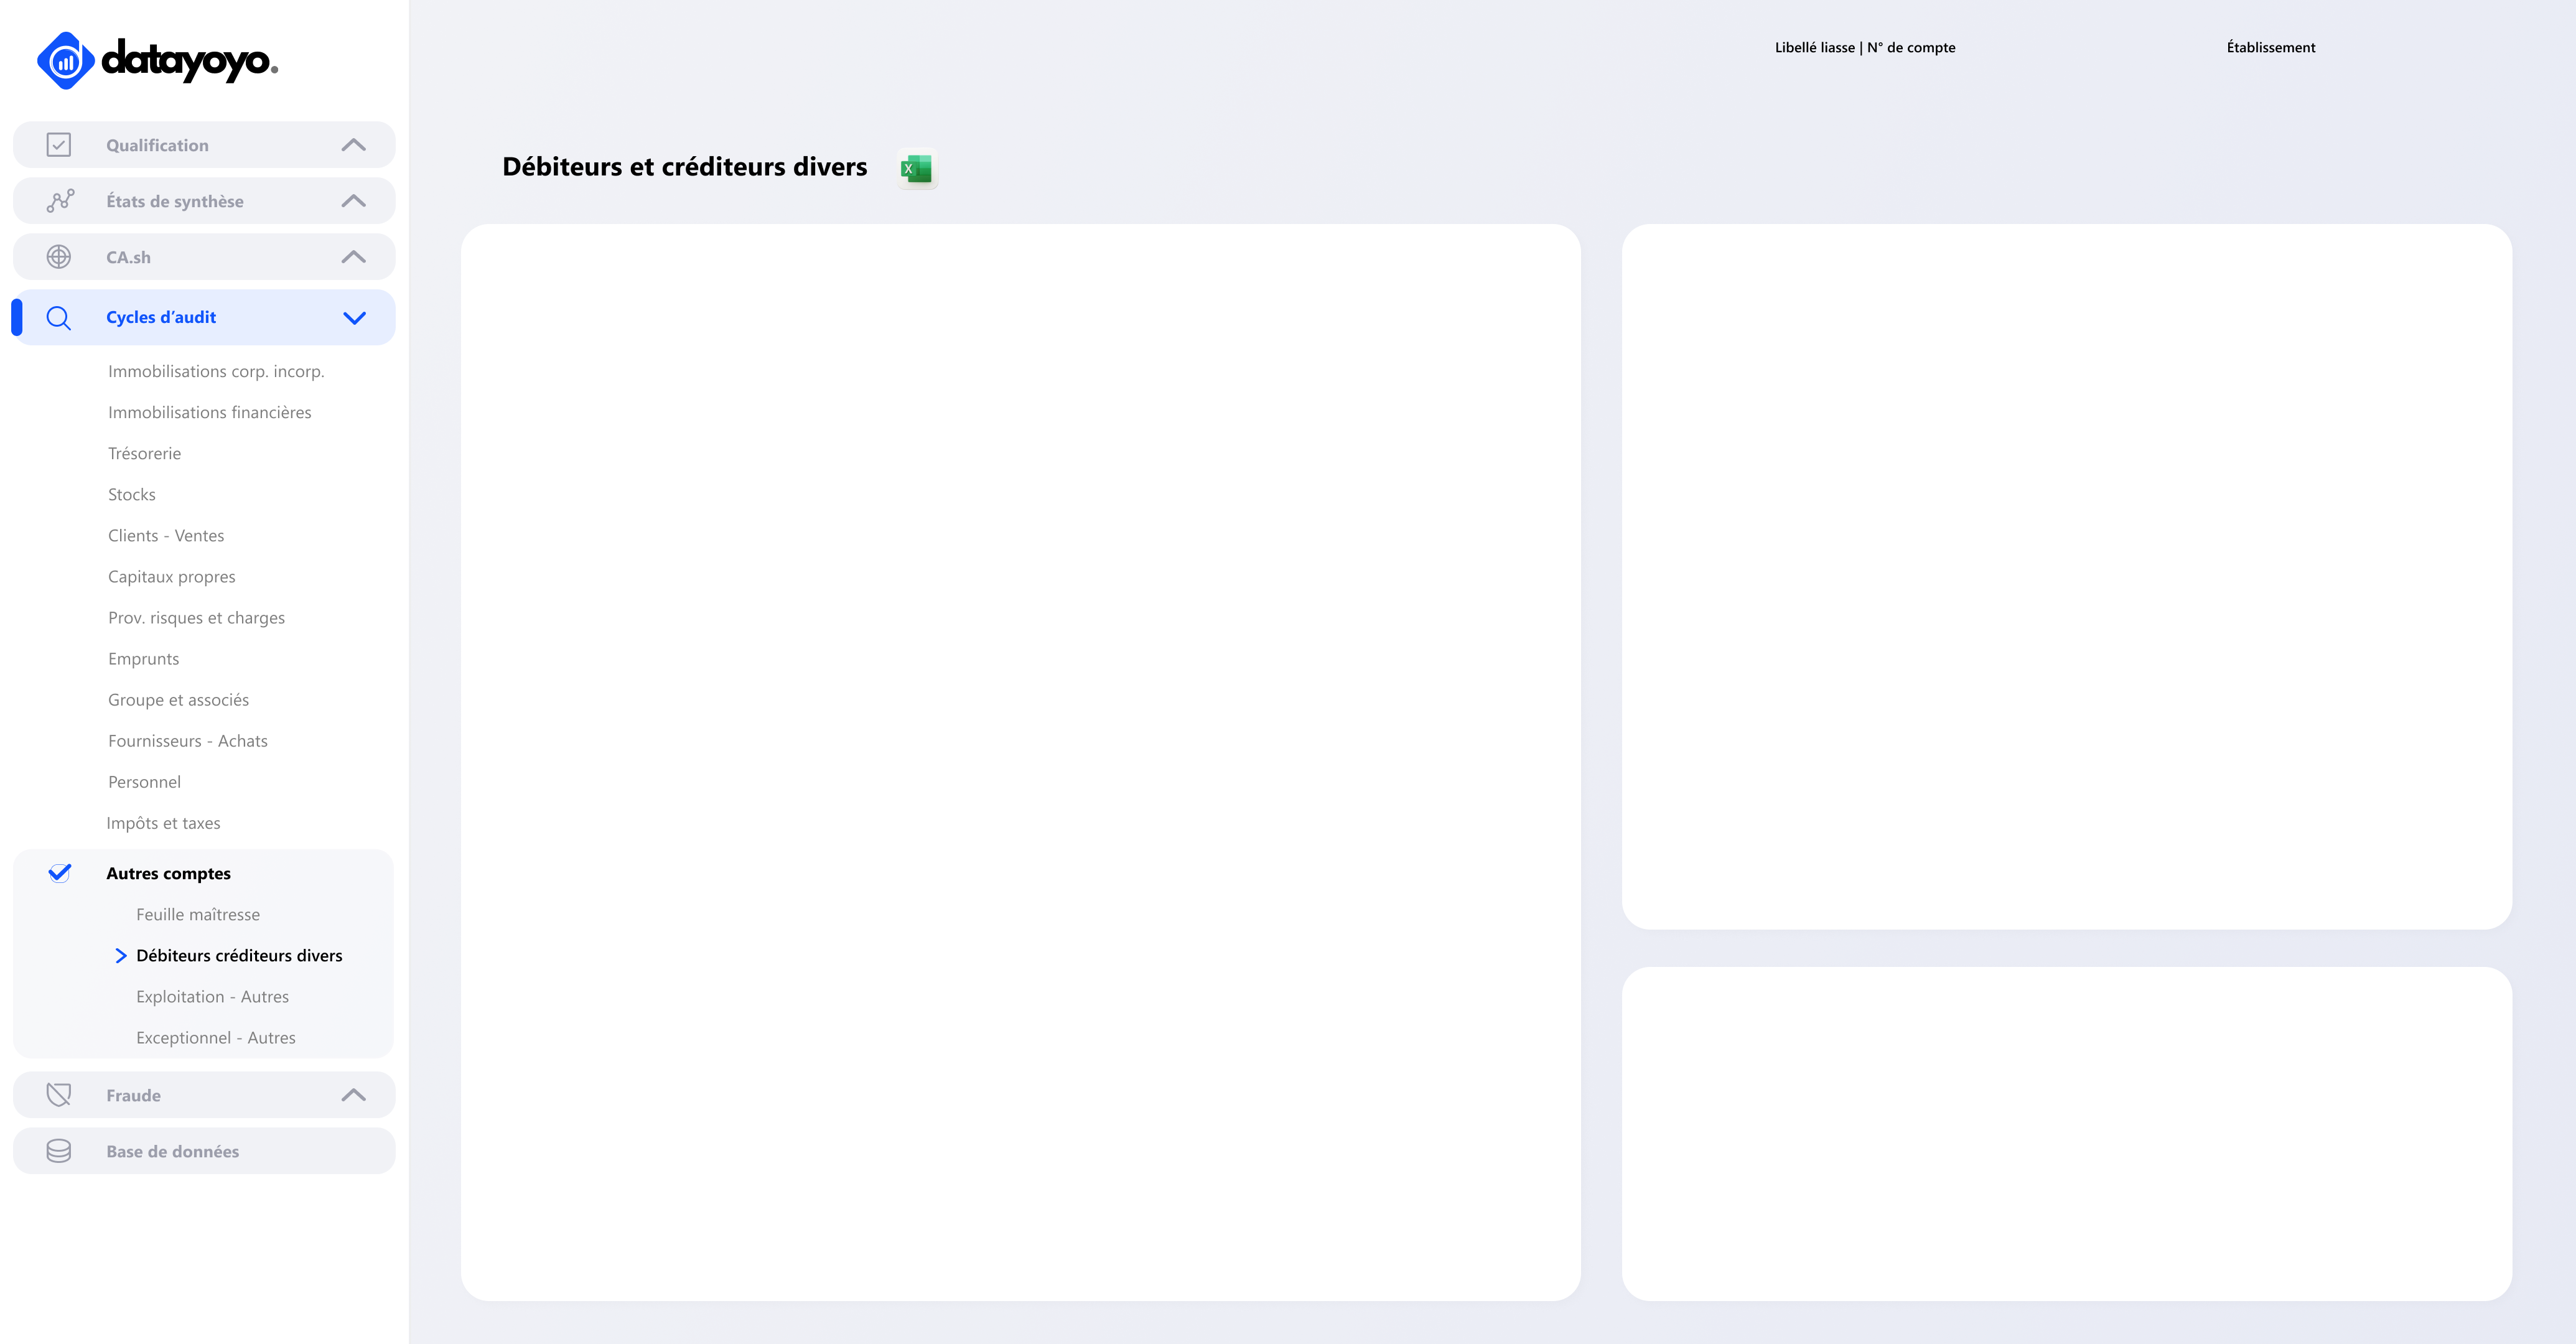 datayoyo.
Qualification
États de synthèse
CA.sh
Cycles d’audit
Immobilisations corp. incorp.
Immobilisations financières
Trésorerie
Stocks
Clients - Ventes
Capitaux propres
Prov. risques et charges
Emprunts
Groupe et associés
Fournisseurs - Achats
Personnel
Impôts et taxes
Autres comptes
Feuille maîtresse
Débiteurs créditeurs divers
Exploitation - Autres
Exceptionnel - Autres
Fraude
Base de données
Libellé liasse | N° de compte
Établissement
Débiteurs et créditeurs divers
X